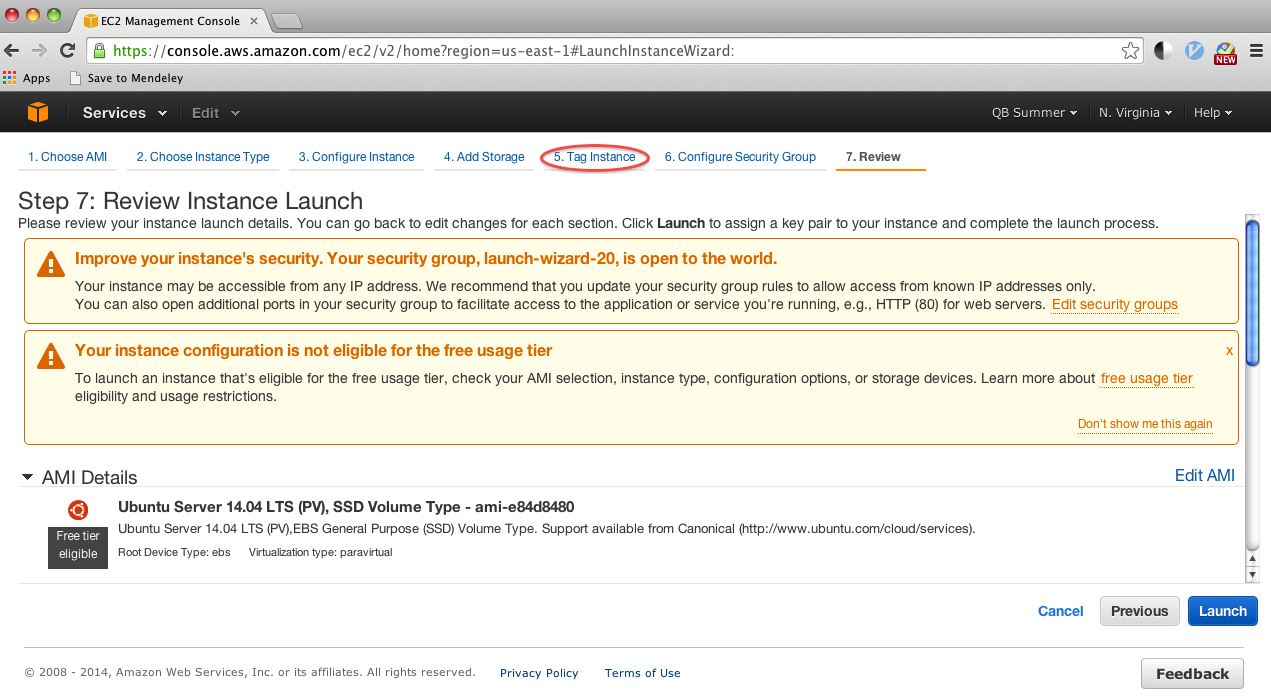 EC2 Management Console
https://console.aws.amazon.com/ec2/v2/home?region=us-east-1#LaunchInstanceWizard:
NEW
Apps Save to Mendeley
Services Edit QB Summer N. Virginia Help
1. Choose AMI 2. Choose Instance Type 3. Configure Instance 4. Add Storage 5. Tag Instance 6. Configure Security Group 7. Review
Step 7: Review Instance Launch
Please review your instance launch details. You can go back to edit changes for each section. Click Launch to assign a key pair to your instance and complete the launch process.
Improve your instance's security. Your security group, launch-wizard-20, is open to the world.
Your instance may be accessible from any IP address. We recommend that you update your security group rules to allow access from known IP addresses only.
You can also open additional ports in your security group to facilitate access to the application or service you're running, e.g., HTTP (80) for web servers. Edit security groups
Your instance configuration is not eligible for the free usage tier x
To launch an instance that's eligible for the free usage tier, check your AMI selection, instance type, configuration options, or storage devices. Learn more about free usage tier
eligibility and usage restrictions.
Don't show me this again
AMI Details Edit AMI
Ubuntu Server 14.04 LTS (PV), SSD Volume Type - ami-e84d8480
Free tier
eligible
Ubuntu Server 14.04 LTS (PV),EBS General Purpose (SSD) Volume Type. Support available from Canonical (http://www.ubuntu.com/cloud/services).
Root Device Type: ebs Virtualization type: paravirtual
Cancel Previous Launch
© 2008 - 2014, Amazon Web Services, Inc. or its affiliates. All rights reserved. Privacy Policy Terms of Use Feedback